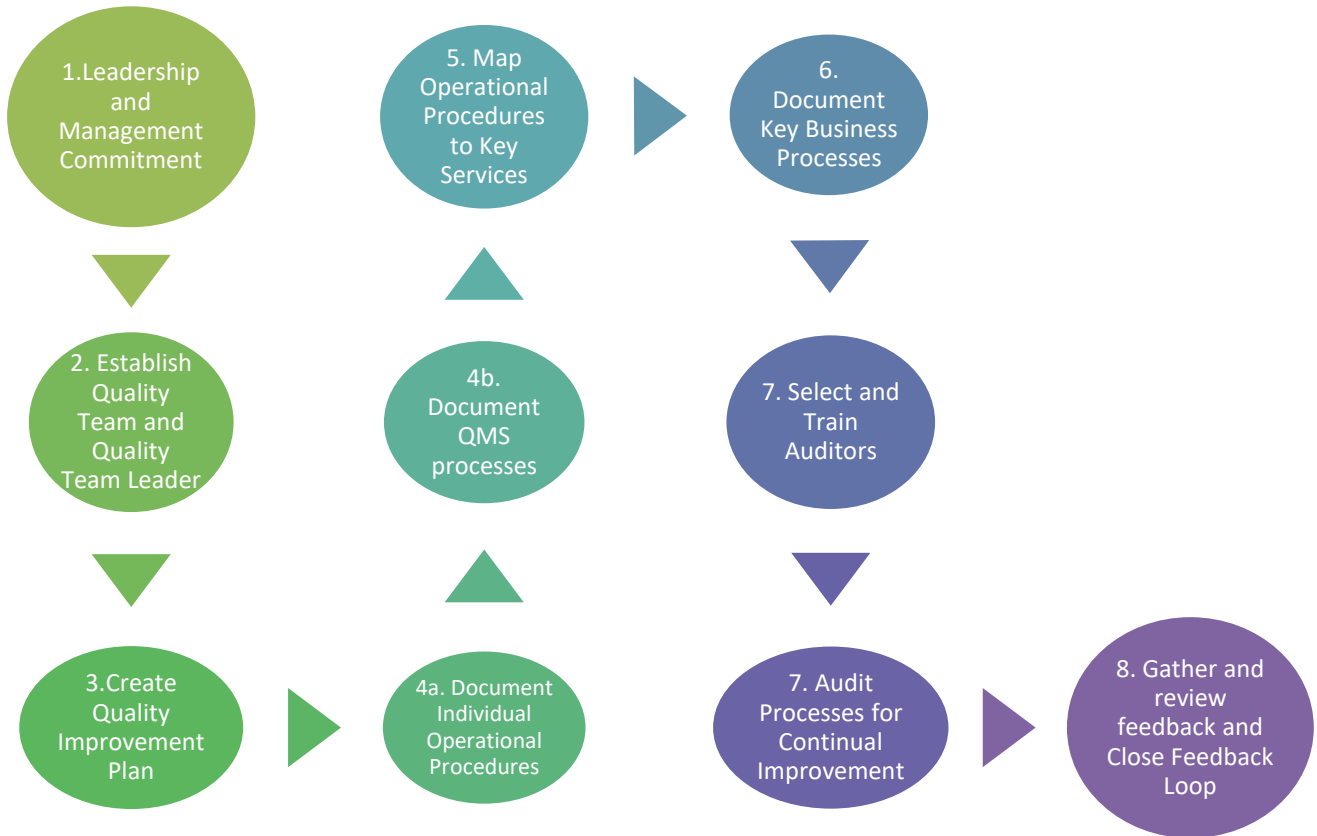 1.Leadership
and
Management
Commitment
2. Establish
Quality
Team and
Quality
Team Leader
3.Create
Quality
Improvement
Plan
4a. Document
Individual
Operational
Procedures
4b.
Document
QMS
processes
5. Map
Operational
Procedures
to Key
Services
6.
Document
Key Business
Processes
7. Select and
Train
Auditors
7. Audit
Processes for
Continual
Improvement
8. Gather and
review
feedback and
Close Feedback
Loop